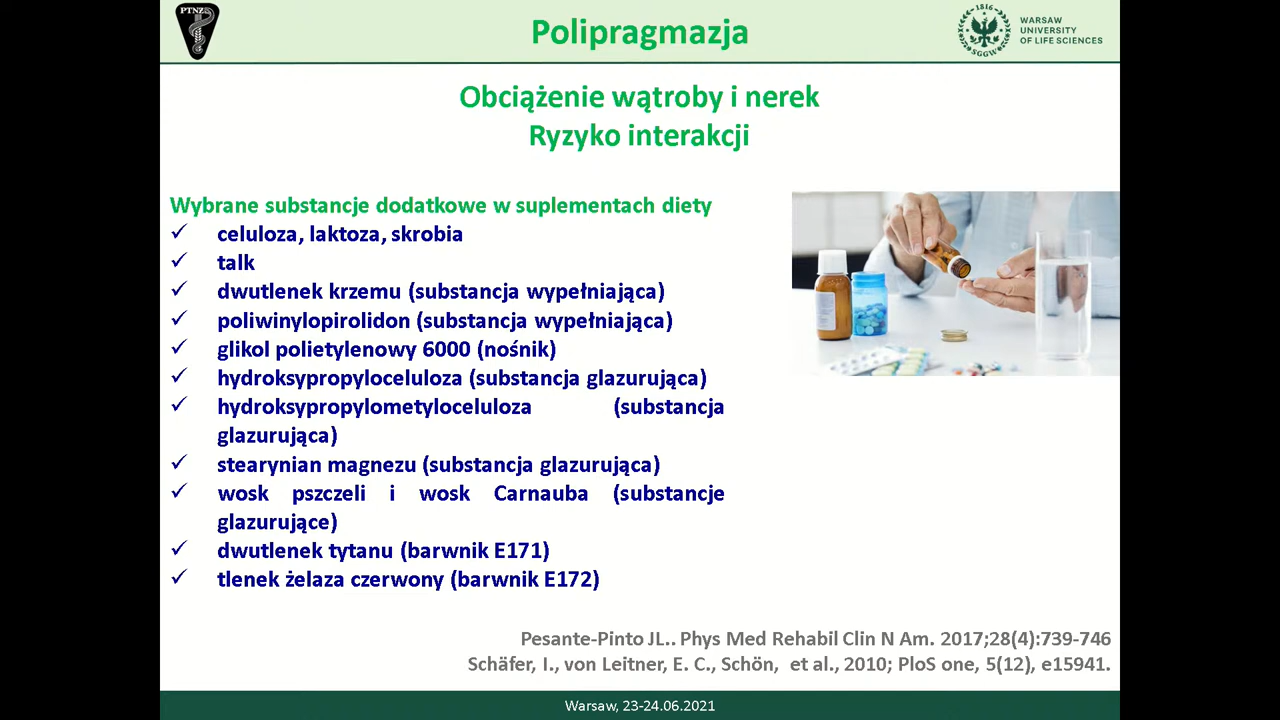 PTNŻ
Polipragmazja
1816
SGGW
WARSAW
UNIVERSITY
OF LIFE SCIENCES
Obciążenie wątroby i nerek
Ryzyko interakcji
Wybrane substancje dodatkowe w suplementach diety
✓ celuloza, laktoza, skrobia
✓ talk
✓ dwutlenek krzemu (substancja wypełniająca)
✓ poliwinylopirolidon (substancja wypełniająca)
✓ glikol polietylenowy 6000 (nośnik)
✓ hydroksypropyloceluloza (substancja glazurująca)
✓ hydroksypropylometyloceluloza (substancja
glazurująca)
✓ stearynian magnezu (substancja glazurująca)
✓ wosk pszczeli i wosk Carnauba (substancje
glazurujące)
✓ dwutlenek tytanu (barwnik E171)
✓ tlenek żelaza czerwony (barwnik E172)
Pesante-Pinto JL.. Phys Med Rehabil Clin N Am. 2017;28(4):739-746
Schäfer, I., von Leitner, E. C., Schön, et al., 2010; PloS one, 5(12), e15941.
Warsaw, 23-24.06.2021